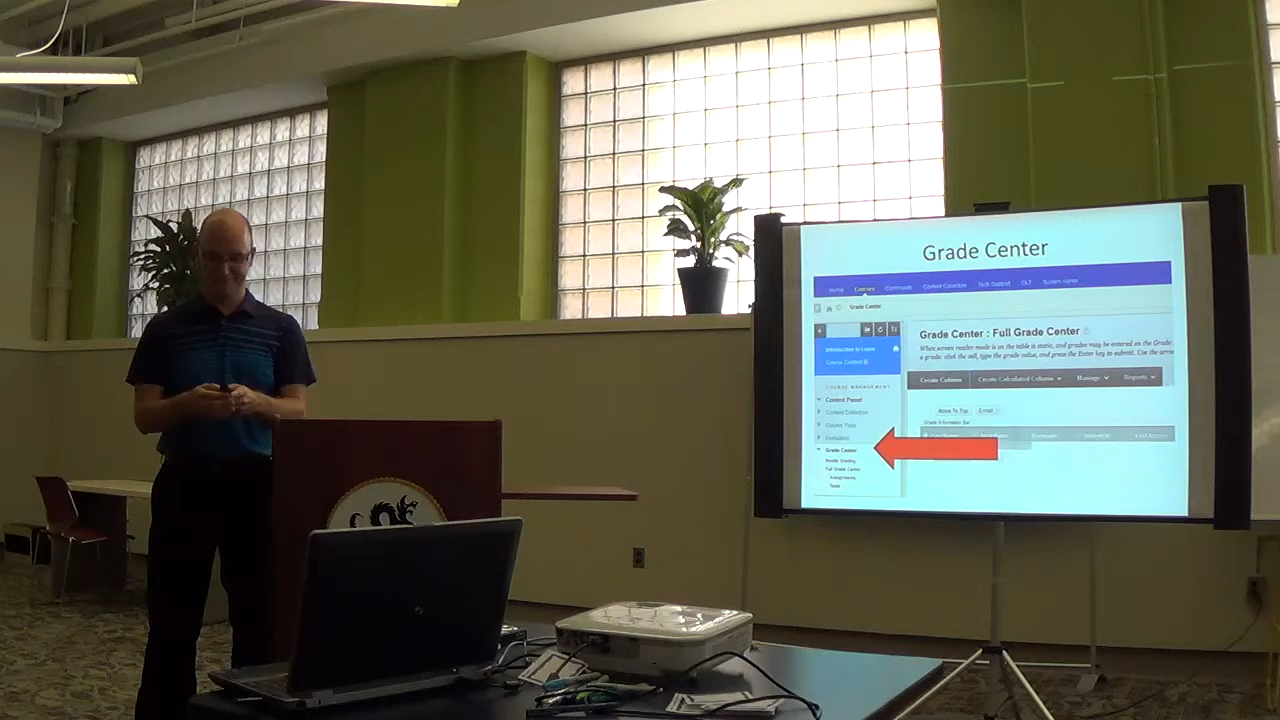 Grade Center
Home Courses Community Content Collection Tech Support OLT System Admin
Grade Center
Introduction to Learn
Course Content
COURSE MANAGEMENT
Control Panel
Content Collection
Course Tools
Evaluation
Grade Center
Needs Grading
Full Grade Center
Assignments
Tests
Grade Center : Full Grade Center
When screen reader mode is on the table is static, and grades may be entered on the Grade
a grade: click the cell, type the grade value, and press the Enter key to submit. Use the arrow
Create Column Create Calculated Column Manage Reports
Move To Top Email
Grade Information Bar